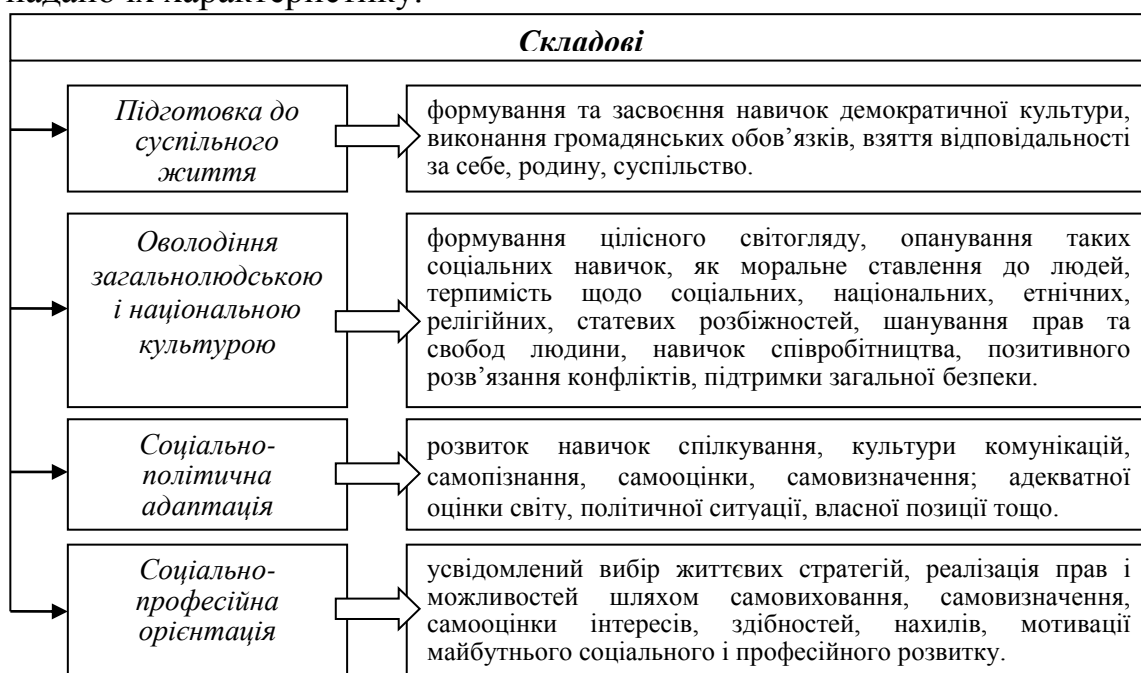 надано їх характеристику.
Складові
Підготовка до
суспільного
життя
формування та засвоєння навичок демократичної культури,
виконання громадянських обов’язків, взяття відповідальності
за себе, родину, суспільство.
Оволодіння
загальнолюдською
і національною
культурою
формування цілісного світогляду, опанування таких
соціальних навичок, як моральне ставлення до людей,
терпимість щодо соціальних, національних, етнічних,
релігійних, статевих розбіжностей, шанування прав та
свобод людини, навичок співробітництва, позитивного
розв’язання конфліктів, підтримки загальної безпеки.
Соціально-
політична
адаптація
розвиток навичок спілкування, культури комунікацій,
самопізнання, самооцінки, самовизначення; адекватної
оцінки світу, політичної ситуації, власної позиції тощо.
Соціально-
професійна
орієнтація
усвідомлений вибір життєвих стратегій, реалізація прав і
можливостей шляхом самовиховання, самовизначення,
самооцінки інтересів, здібностей, нахилів, мотивації
майбутнього соціального і професійного розвитку.